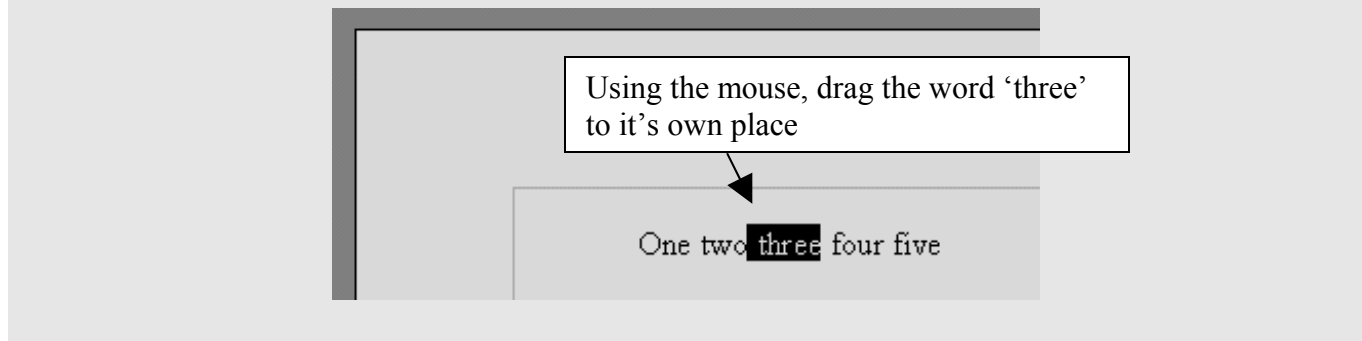 Using the mouse, drag the word ‘three’
to it’s own place
One two three four five